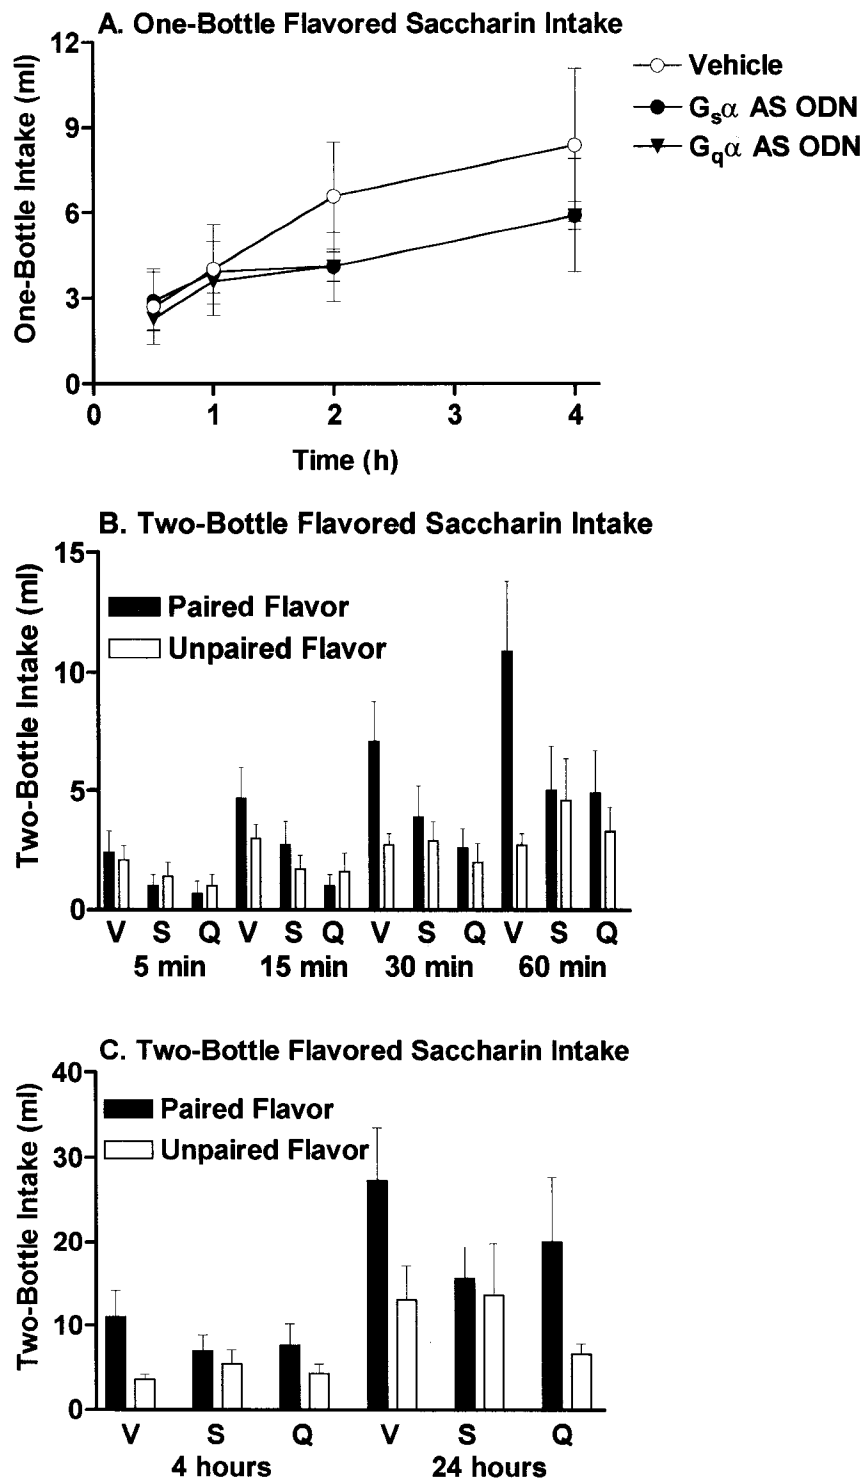 A. One-Bottle Flavored Saccharin Intake
One-Bottle Intake (ml)
12
9
6
3
0
0 1 2 3 4
Time (h)
Vehicle
Gsα AS ODN
Gqα AS ODN
B. Two-Bottle Flavored Saccharin Intake
Two-Bottle Intake (ml)
15
10
5
0
Paired Flavor
Unpaired Flavor
V S Q V S Q V S Q V S Q
5 min 15 min 30 min 60 min
C. Two-Bottle Flavored Saccharin Intake
Two-Bottle Intake (ml)
40
30
20
10
0
Paired Flavor
Unpaired Flavor
V S Q V S Q
4 hours 24 hours